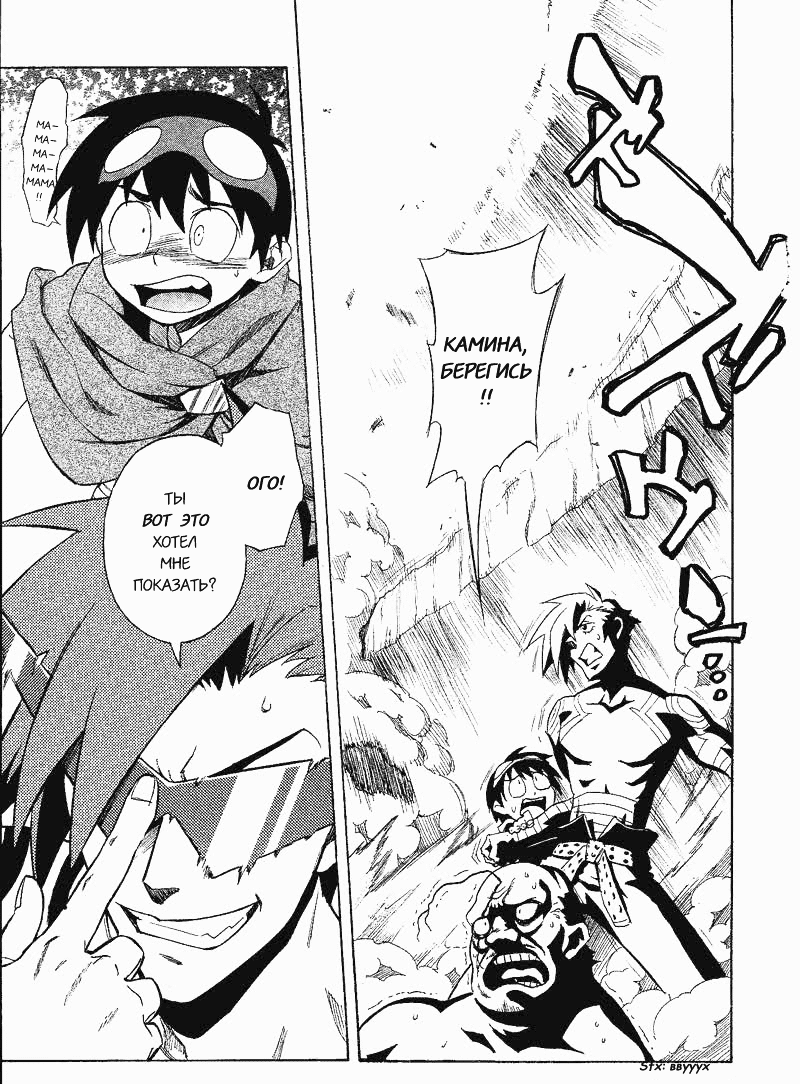 КАМИНА,
БЕРЕГИСЬ
!!
Sfx: ввуууух
МА-
МА-
МА-
МА-
МАМА
!!
ОГО!
ТЫ
ВОТ ЭТО
ХОТЕЛ
МНЕ
ПОКАЗАТЬ?